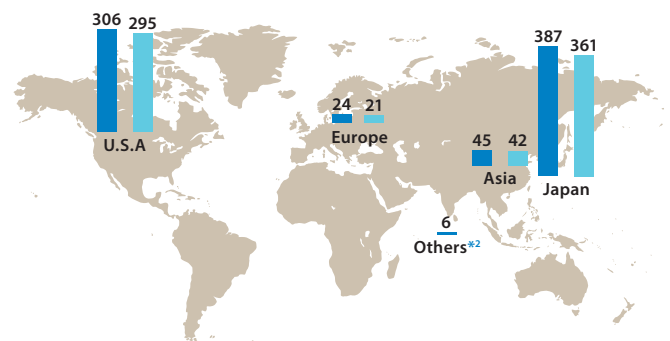 306 295
U.S.A
24 21
Europe
45 42
Asia
387 361
Japan
6
Others*2